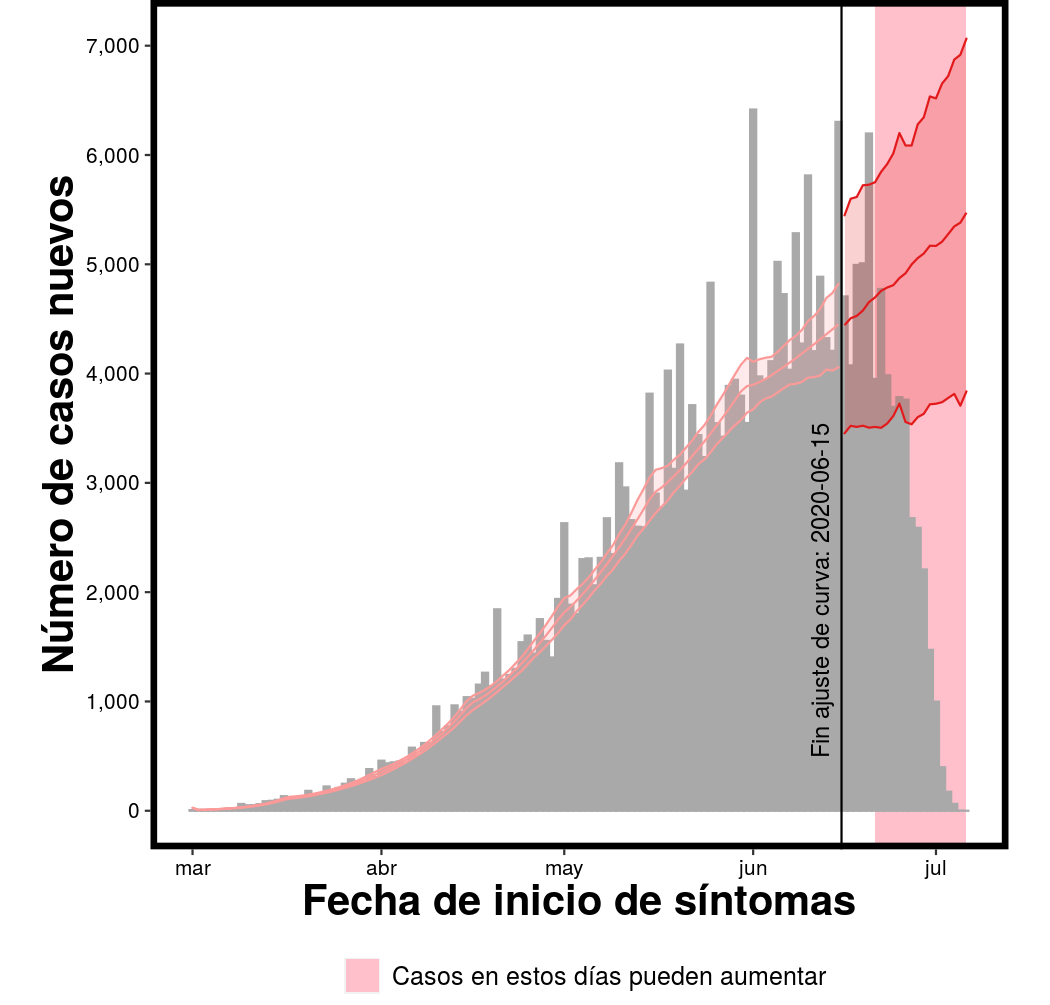 Número de casos nuevos
7,000
6,000
5,000
4,000
3,000
2,000
1,000
0
Fin ajuste de curva: 2020-06-15
mar abr may jun jul
Fecha de inicio de síntomas
Casos en estos días pueden aumentar